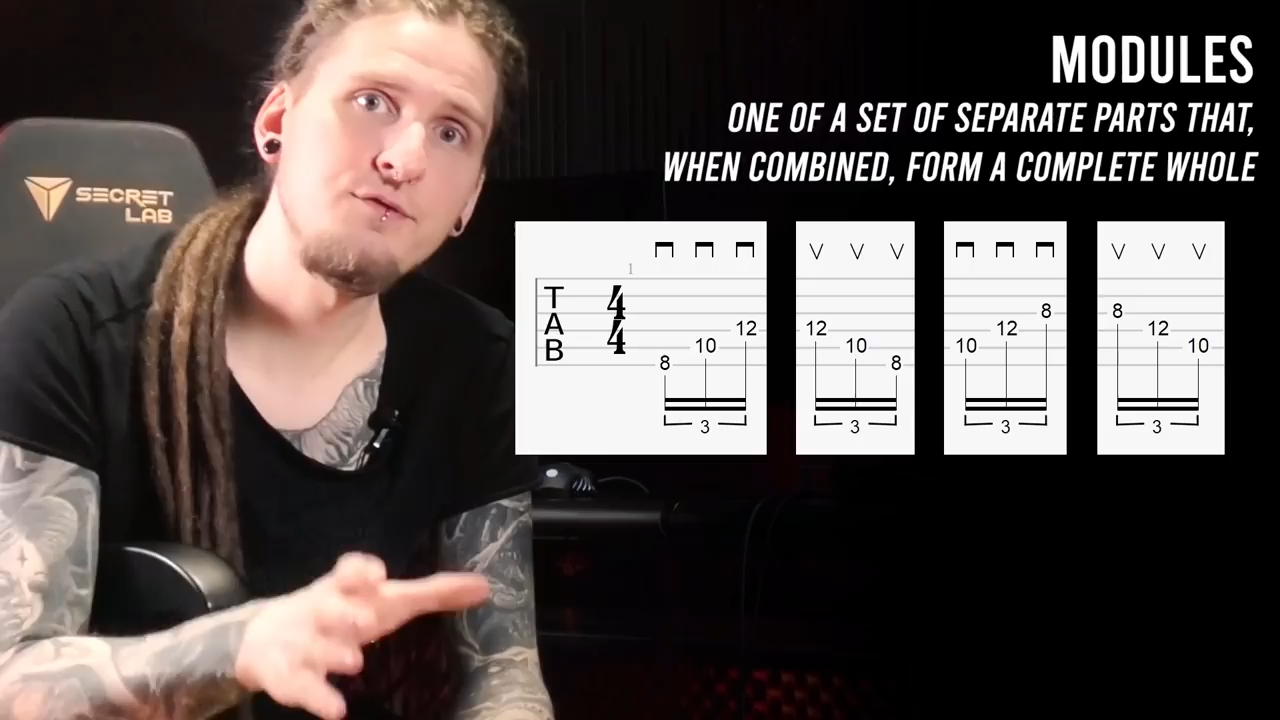 MODULES
ONE OF A SET OF SEPARATE PARTS THAT,
WHEN COMBINED, FORM A COMPLETE WHOLE
SECRET
LAB
1
T
A
B
4
4
8 10 12
3
12 10 8
3
10 12 8
3
8 12 10
3